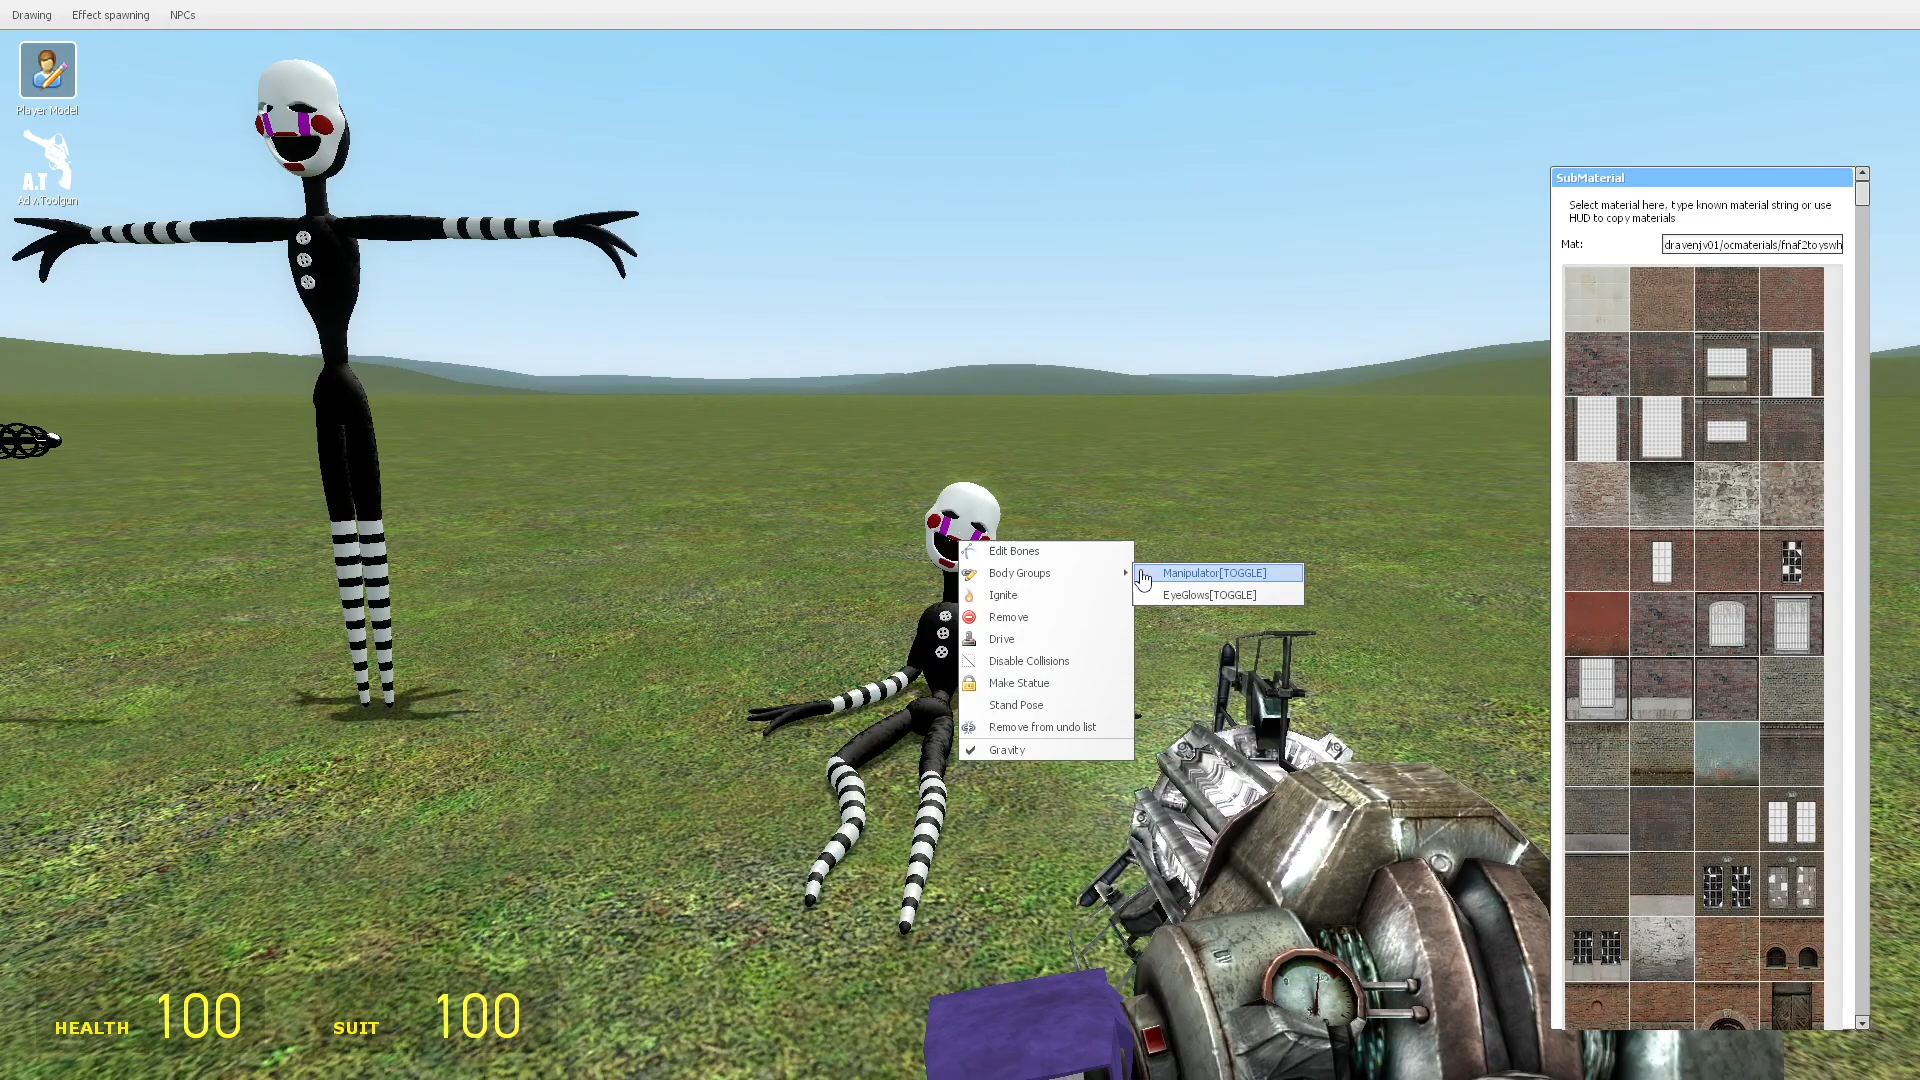 Drawing Effect spawning NPCs
Player Model
A.T
Adv.Toolgun
SubMaterial
Select material here, type known material string or use
HUD to copy materials
Mat: dravenjv01/ocmaterials/fnaf2toyswh
Edit Bones
Body Groups
Ignite
Remove
Drive
Disable Collisions
Make Statue
Stand Pose
Remove from undo list
Gravity
Manipulator[TOGGLE]
EyeGlows[TOGGLE]
HEALTH 100 SUIT 100